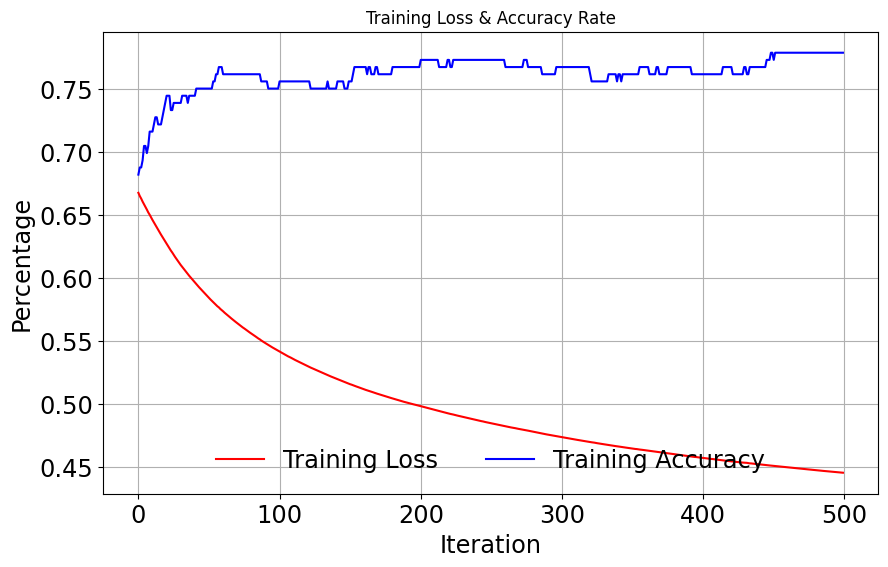 Training Loss & Accuracy Rate
Percentage
0.75
0.70
0.65
0.60
0.55
0.50
0.45
Training Loss
Training Accuracy
0
100
200
300
400
500
Iteration